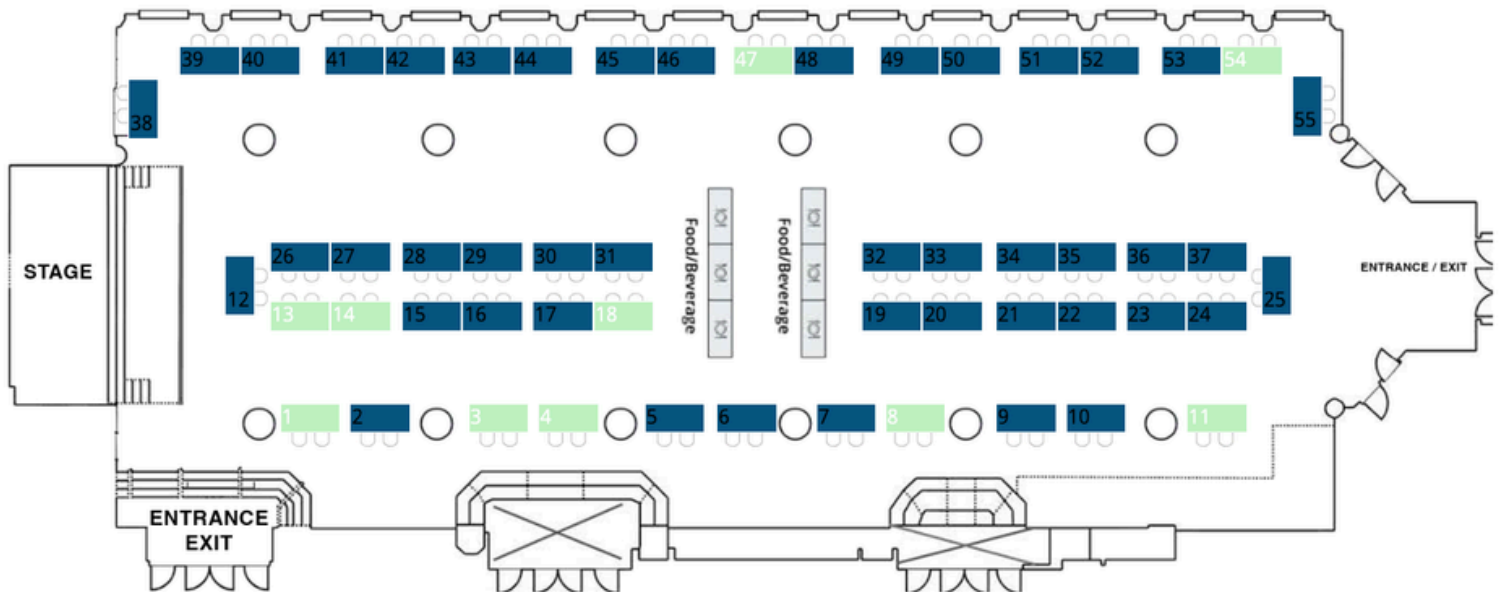 39 40 41 42 43 44 45 46 47 48 49 50 51 52 53 54
38
55
STAGE
26 27 28 29 30 31
Food/Beverage
Food/Beverage
32 33 34 35 36 37
ENTRANCE / EXIT
12
25
13 14 15 16 17 18
19 20 21 22 23 24
1 2 3 4 5 6 7 8 9 10 11
ENTRANCE
EXIT